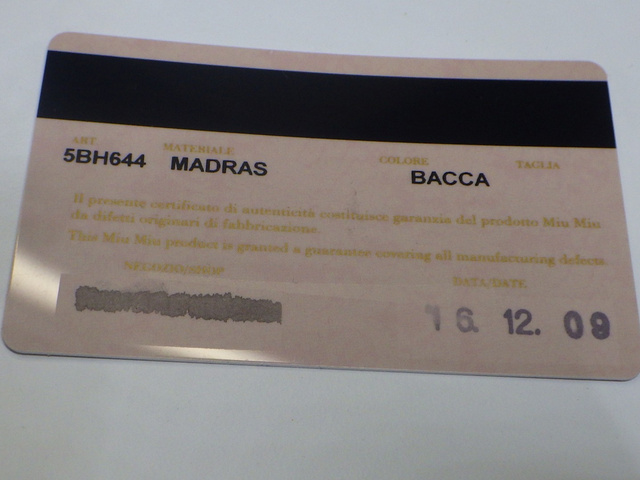 ART. MATERIALE COLORE TAGLIA
5BH644 MADRAS BACCA
Il presente certificato di autenticità costituisce garanzia del prodotto Miu Miu
da difetti originari di fabbricazione.
This Miu Miu product is granted a guarantee covering all manufacturing defects.
NEGOZIO/SHOP DATA/DATE
16. 12. 09